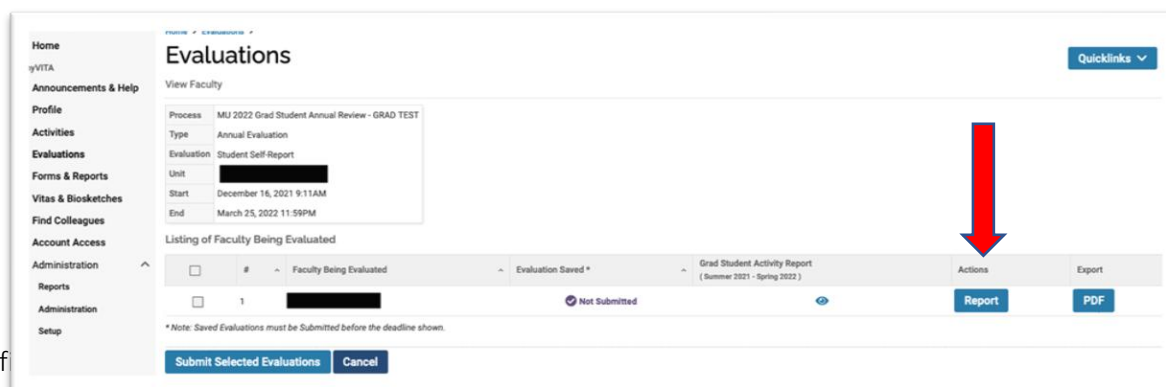 Home > Evaluations >
Home
Evaluations
Quicklinks
myVITA
Announcements & Help
View Faculty
Profile
Process MU 2022 Grad Student Annual Review - GRAD TEST
Activities
Type Annual Evaluation
Evaluations
Evaluation Student Self-Report
Forms & Reports
Unit
Vitas & Biosketches
Start December 16, 2021 9:11AM
Find Colleagues
End March 25, 2022 11:59PM
Account Access
Listing of Faculty Being Evaluated
Administration
# Faculty Being Evaluated Evaluation Saved * Grad Student Activity Report
( Summer 2021 - Spring 2022 ) Actions Export
Reports
1 Not Submitted Report PDF
Administration
Setup
* Note: Saved Evaluations must be Submitted before the deadline shown.
Submit Selected Evaluations Cancel
f